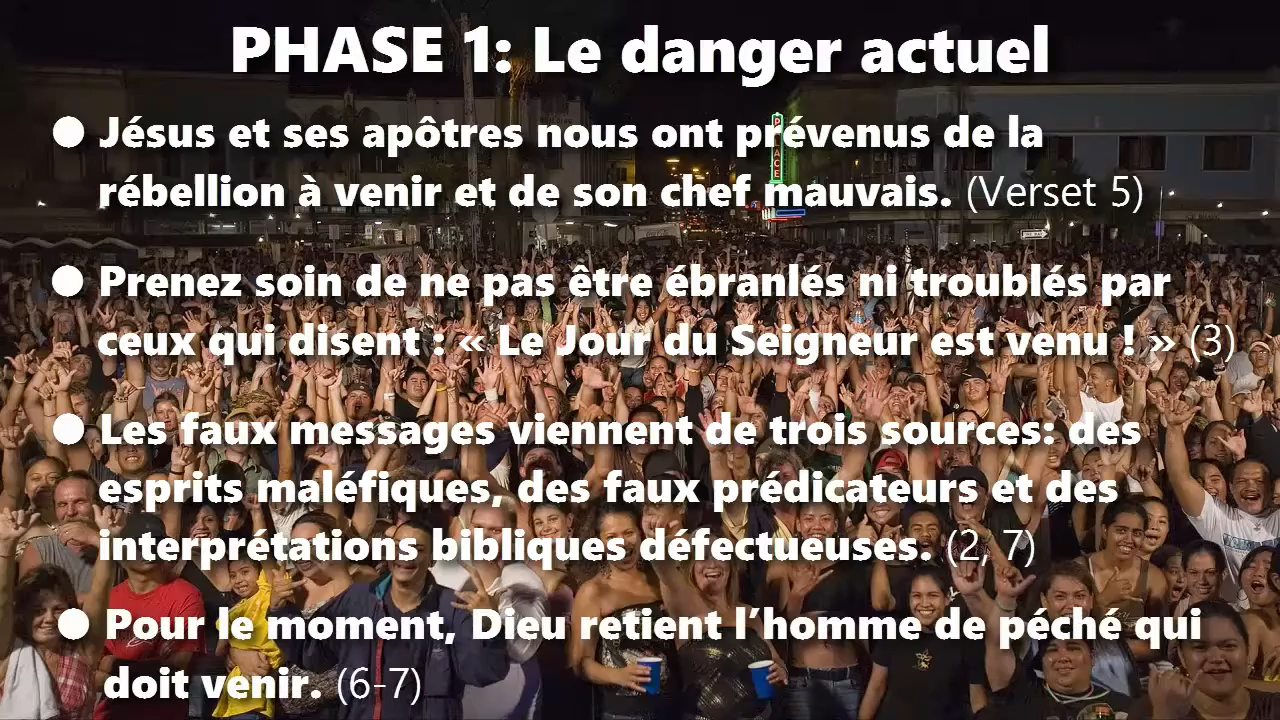 PHASE 1: Le danger actuel
● Jésus et ses apôtres nous ont prévenus de la
rébellion à venir et de son chef mauvais. (Verset 5)
● Prenez soin de ne pas être ébranlés ni troublés par
ceux qui disent : « Le Jour du Seigneur est venu ! » (3)
● Les faux messages viennent de trois sources: des
esprits maléfiques, des faux prédicateurs et des
interprétations bibliques défectueuses. (2, 7)
● Pour le moment, Dieu retient l’homme de péché qui
doit venir. (6-7)
PALACE